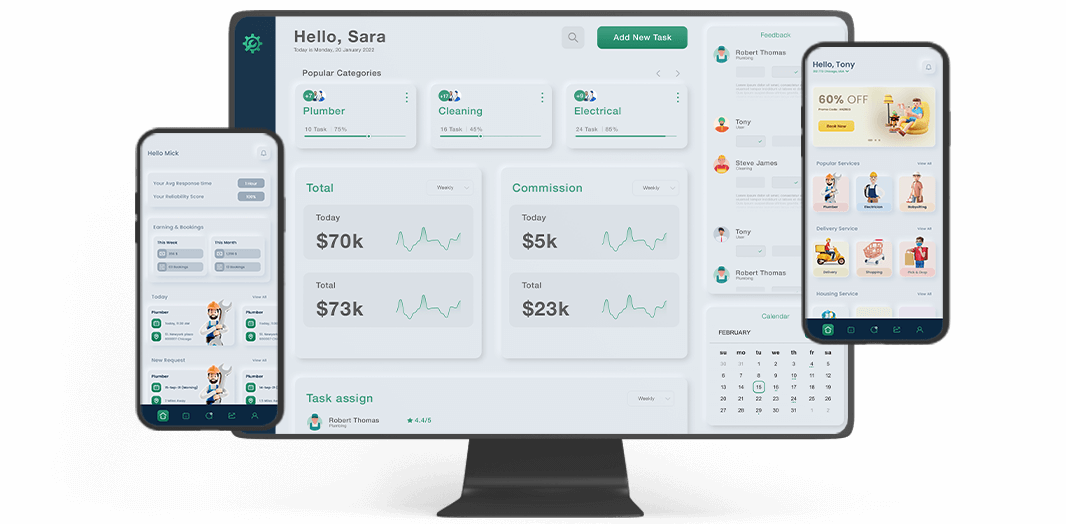 Hello, Sara
Today is Monday, 20 January 2022
Add New Task
Popular Categories
+7
Plumber
10 Task | 75%
+17
Cleaning
16 Task | 45%
+9
Electrical
24 Task | 85%
Total
Weekly
Today
$70k
Total
$73k
Commission
Weekly
Today
$5k
Total
$23k
Task assign
Weekly
Robert Thomas
Plumbing
4.4/5
Feedback
Robert Thomas
Plumbing
Tony
User
Steve James
Cleaning
Tony
User
Robert Thomas
Calendar
FEBRUARY
su mo tu we th fr sa
30 31 1 2 3 4 5
6 7 8 9 10 11 12
13 14 15 16 17 18 19
20 21 22 23 24 25 26
27 28 29 30 31 1 2
Hello Mick
Your Avg Response time
1 hour
Your Reliability Score
100%
Earning & Bookings
This Week
This Month
Today
View All
Plumber
Plumber
New Request
View All
Plumber
Plumber
Hello, Tony
60% OFF
Book Now
Popular Services
View All
Plumber
Electrician
Babysitting
Delivery Service
View All
Delivery
Shopping
Pick & Drop
Housing Service
View All